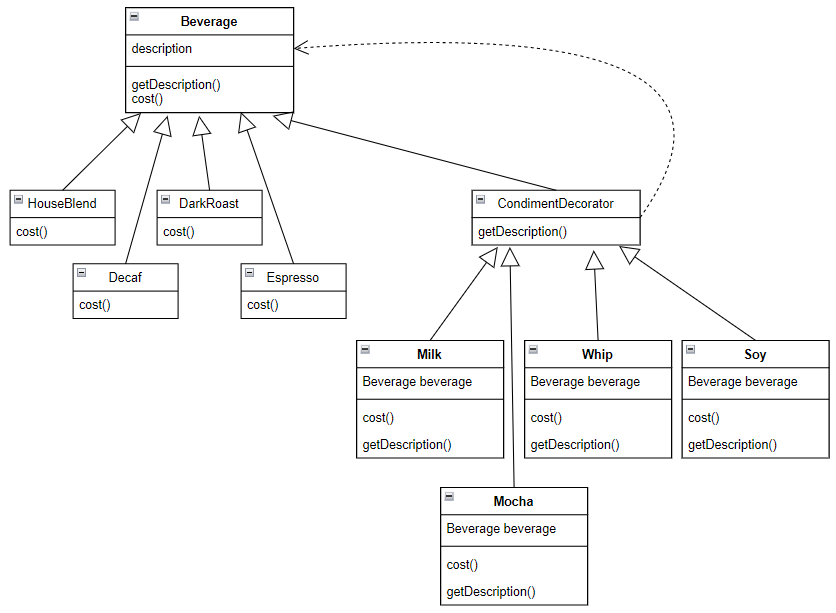 Beverage
description
getDescription()
cost()
HouseBlend
cost()
DarkRoast
cost()
CondimentDecorator
getDescription()
Decaf
cost()
Espresso
cost()
Milk
Beverage beverage
cost()
getDescription()
Whip
Beverage beverage
cost()
getDescription()
Soy
Beverage beverage
cost()
getDescription()
Mocha
Beverage beverage
cost()
getDescription()